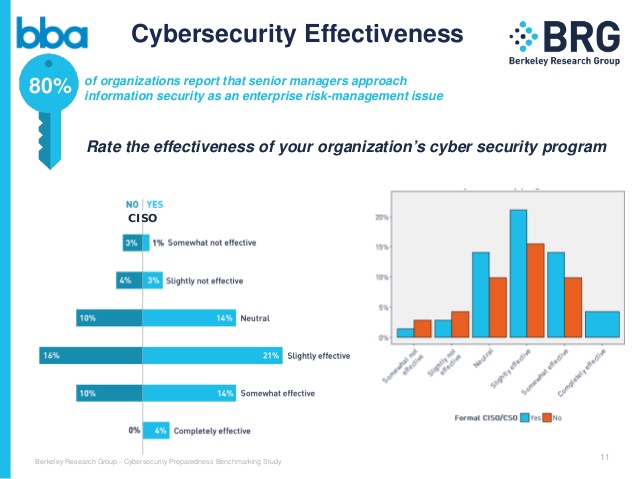 bba
Cybersecurity Effectiveness
BRG
Berkeley Research Group
80%
of organizations report that senior managers approach
information security as an enterprise risk-management issue
Rate the effectiveness of your organization's cyber security program
NO YES
CISO
3% 1% Somewhat not effective
4% 3% Slightly not effective
10% 14% Neutral
16% 21% Slightly effective
10% 14% Somewhat effective
0% 4% Completely effective
20%
15%
10%
5%
0%
Somewhat not
effective
Slightly not
effective
Neutral
Slightly effective
Somewhat effective
Completely effective
Formal CISO/CSO Yes No
Berkeley Research Group - Cybersecurity Preparedness Benchmarking Study
11